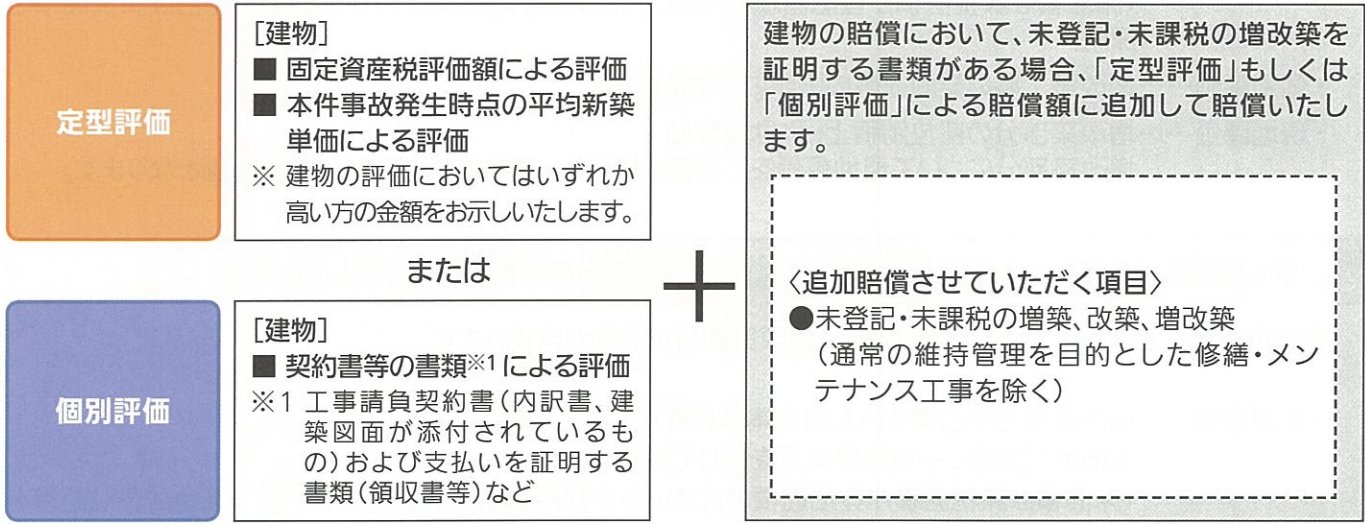 定型評価
[建物]
■ 固定資産税評価額による評価
■ 本件事故発生時点の平均新築
単価による評価
※ 建物の評価においてはいずれか
高い方の金額をお示しいたします。
または
個別評価
[建物]
■ 契約書等の書類※1による評価
※1 工事請負契約書(内訳書、建
築図面が添付されているも
の)および支払いを証明する
書類(領収書等)など
+
建物の賠償において、未登記・未課税の増改築を
証明する書類がある場合、「定型評価」もしくは
「個別評価」による賠償額に追加して賠償いたし
ます。
〈追加賠償させていただく項目〉
●未登記・未課税の増築、改築、増改築
(通常の維持管理を目的とした修繕・メン
テナンス工事を除く)